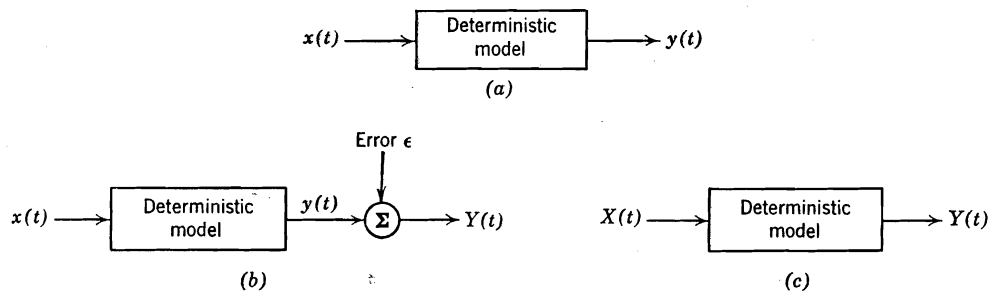 x(t)
Deterministic
model
y(t)
(a)
Error ϵ
x(t)
Deterministic
model
y(t)
Σ
Y(t)
(b)
X(t)
Deterministic
model
Y(t)
(c)